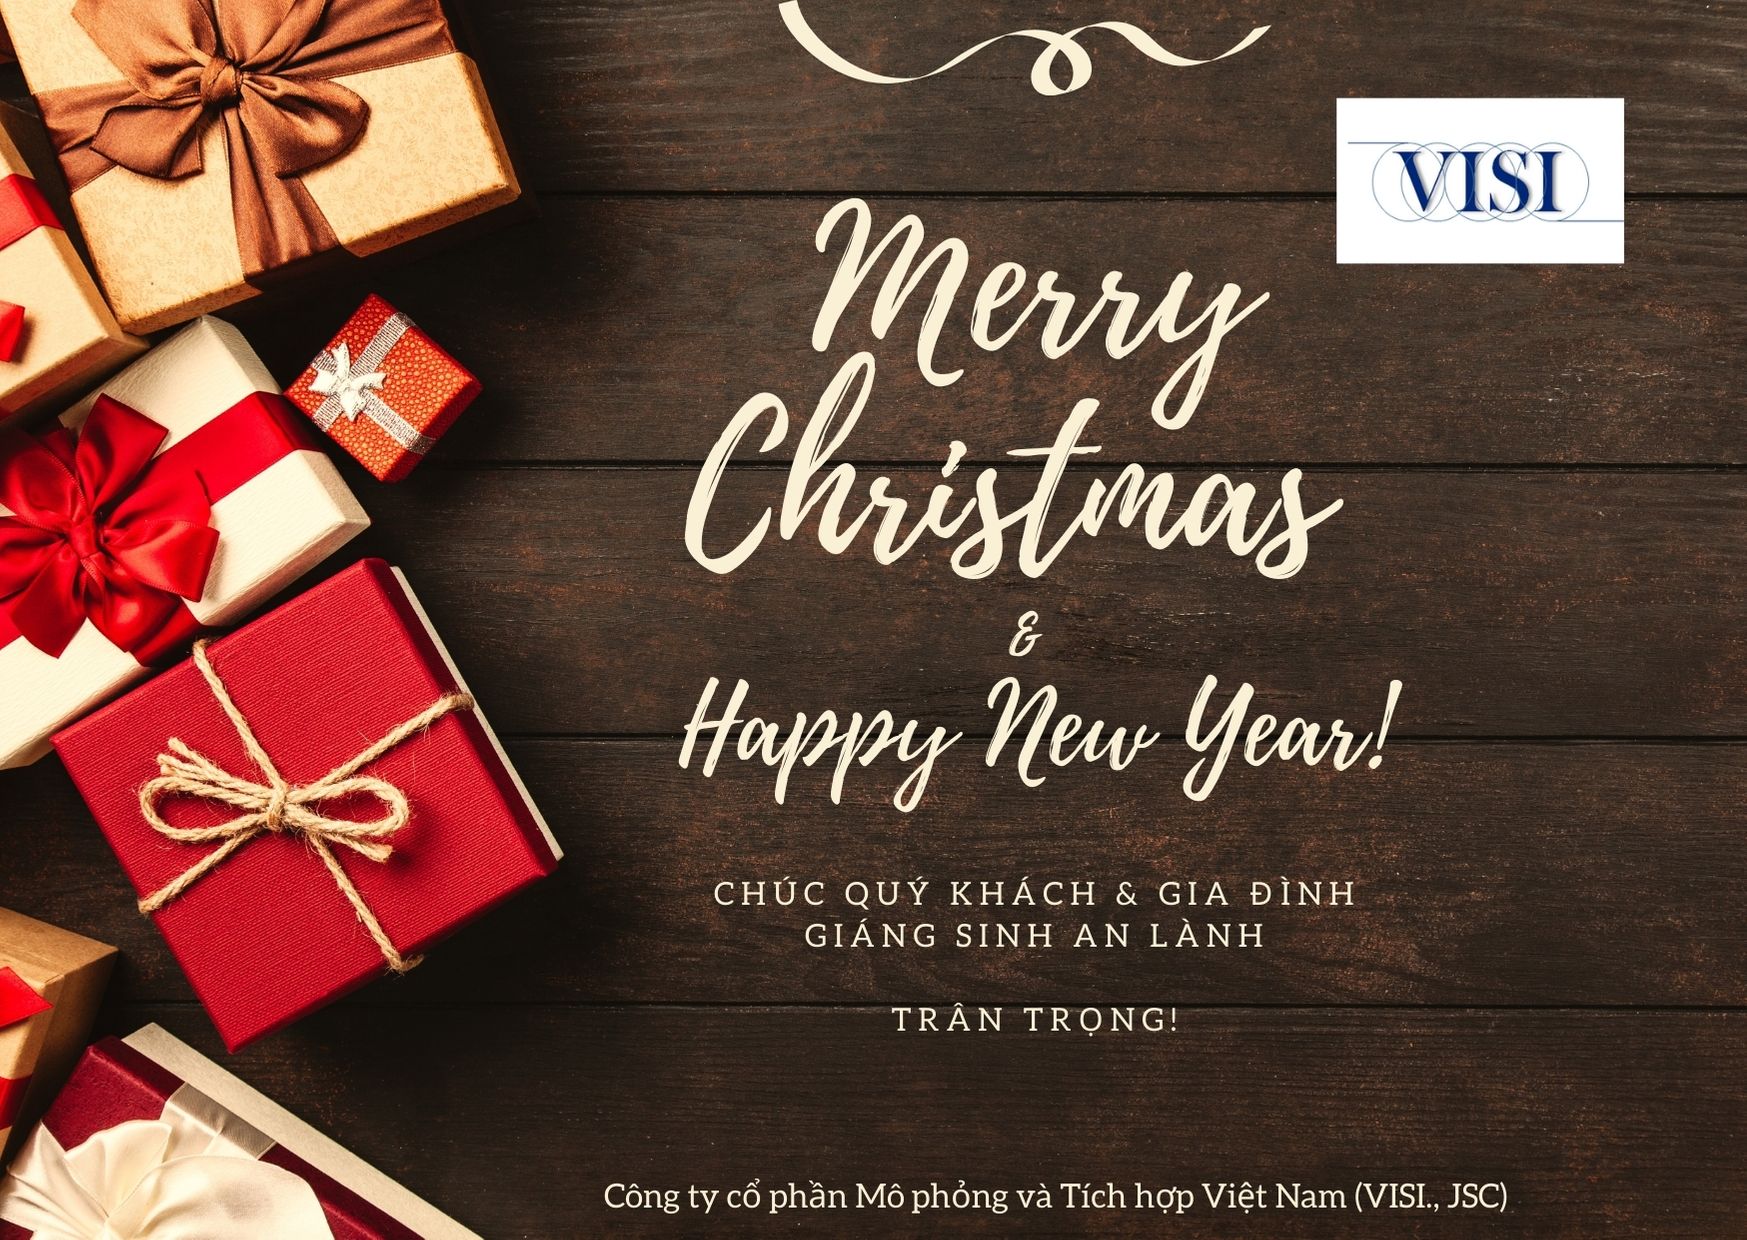 VISI
Merry
Christmas
&
Happy New Year!
CHÚC QUÝ KHÁCH & GIA ĐÌNH
GIÁNG SINH AN LÀNH
TRÂN TRỌNG!
Công ty cổ phần Mô phỏng và Tích hợp Việt Nam (VISI., JSC)